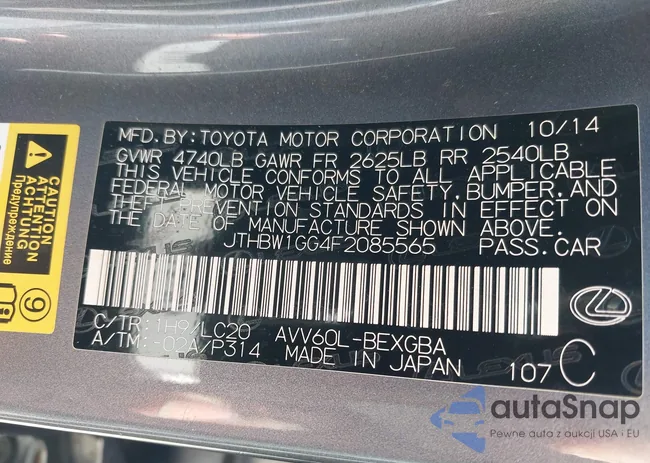 MFD. BY: TOYOTA MOTOR CORPORATION 10/14
GVWR 4740LB GAWR FR 2625LB RR 2540LB
THIS VEHICLE CONFORMS TO ALL APPLICABLE
FEDERAL MOTOR VEHICLE SAFETY, BUMPER, AND
THEFT PREVENTION STANDARDS IN EFFECT ON
THE DATE OF MANUFACTURE SHOWN ABOVE.
JTHBW1GG4F2085565 PASS. CAR
C/TR: 1H9/LC20 AVV60L-BEXGBA
A/TM: -02A/P314 MADE IN JAPAN 107 C
CAUTION
ATTENTION
ACHTUNG
Предупреждение
9
autaSnap
Pewne auta z aukcji USA i EU